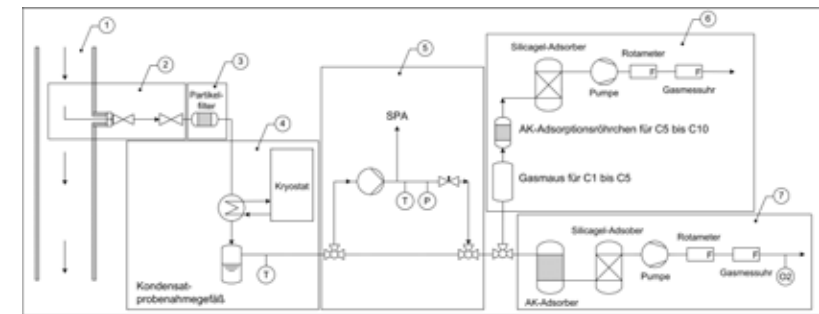 1
2
3
Partikel-
filter
4
Kryostat
Kondensat-
probenahmegefäß
T
5
SPA
T
P
6
Silicagel-Adsorber
Rotameter
F
F
Pumpe
Gasmessuhr
AK-Adsorptionsröhrchen für C5 bis C10
Gasmaus für C1 bis C5
7
Silicagel-Adsober
Rotameter
F
F
Pumpe
Gasmessuhr
O2
AK-Adsorber